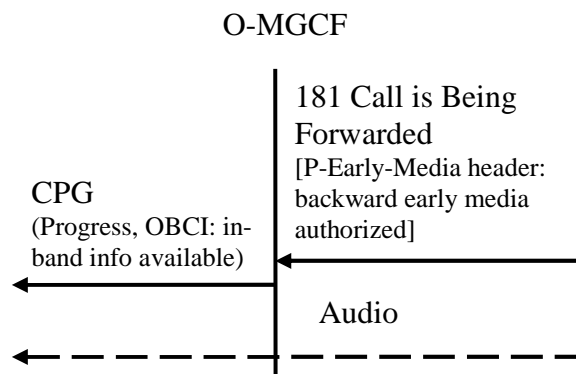 O-MGCF
181 Call is Being
Forwarded
[P-Early-Media header:
backward early media
authorized]
CPG
(Progress, OBCI: in-
band info available)
Audio